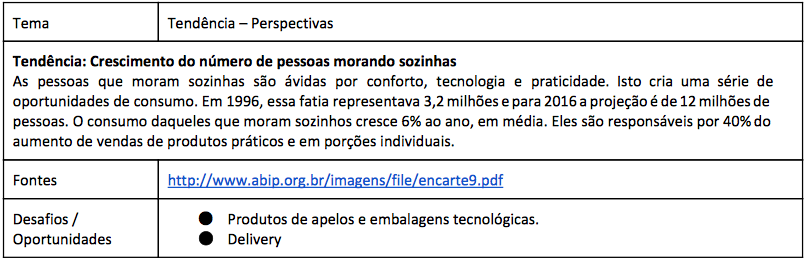 Tema
Tendência – Perspectivas
Tendência: Crescimento do número de pessoas morando sozinhas
As pessoas que moram sozinhas são ávidas por conforto, tecnologia e praticidade. Isto cria uma série de
oportunidades de consumo. Em 1996, essa fatia representava 3,2 milhões e para 2016 a projeção é de 12 milhões de
pessoas. O consumo daqueles que moram sozinhos cresce 6% ao ano, em média. Eles são responsáveis por 40% do
aumento de vendas de produtos práticos e em porções individuais.
Fontes
http://www.abip.org.br/imagens/file/encarte9.pdf
Desafios /
Oportunidades
● Produtos de apelos e embalagens tecnológicas.
● Delivery